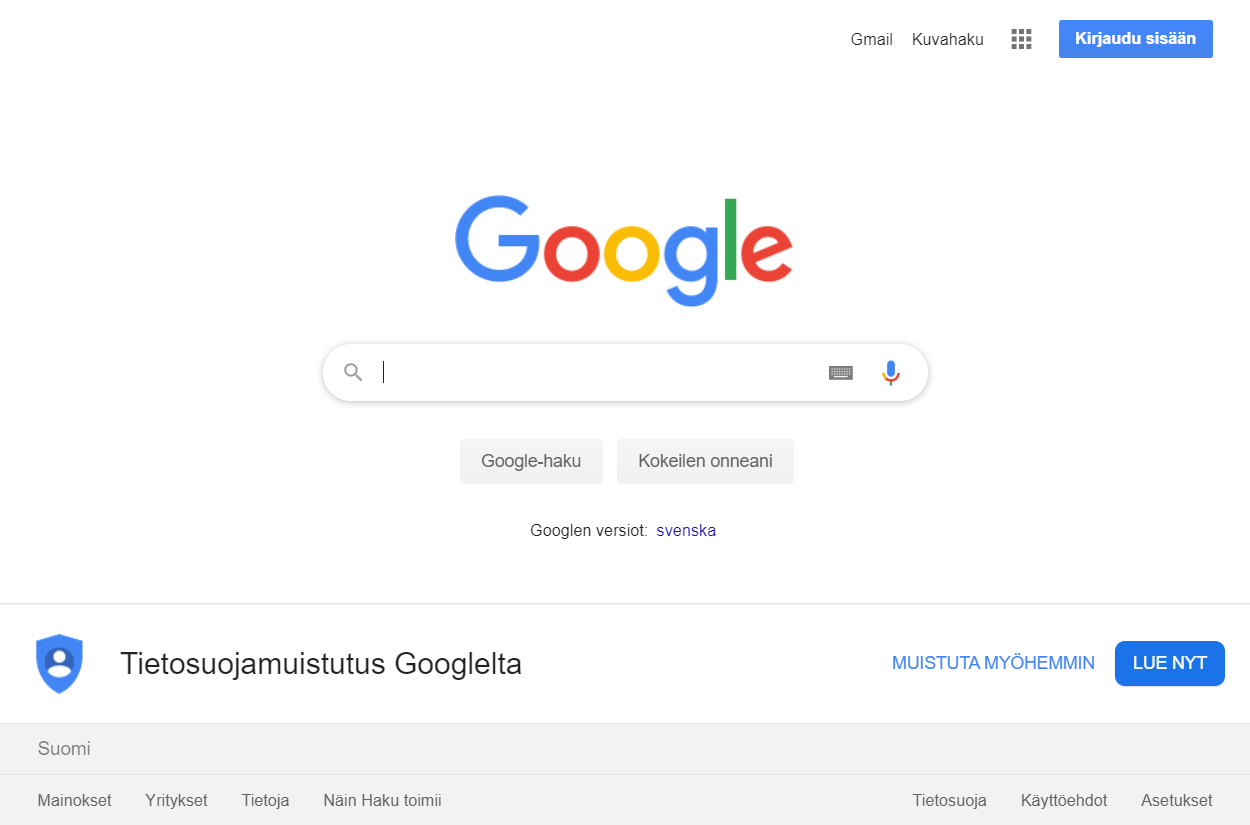 Gmail Kuvahaku Kirjaudu sisään
Google
Google-haku Kokeilen onneani
Googlen versiot: svenska
Tietosuojamuistutus Googlelta MUISTUTA MYÖHEMMIN LUE NYT
Suomi
Mainokset Yritykset Tietoja Näin Haku toimii Tietosuoja Käyttöehdot Asetukset